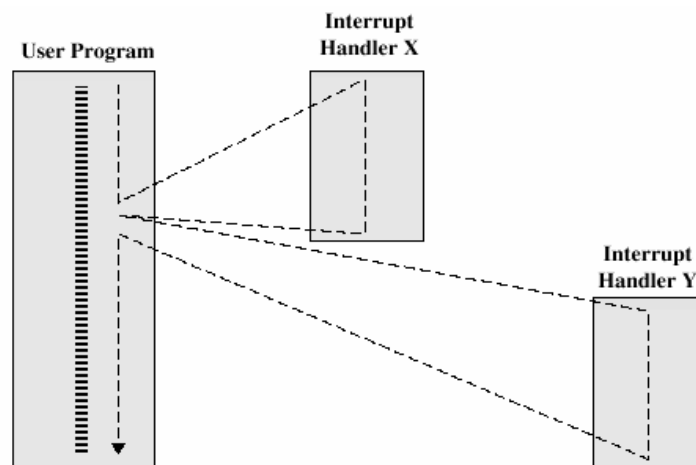 User Program
Interrupt
Handler X
Interrupt
Handler Y